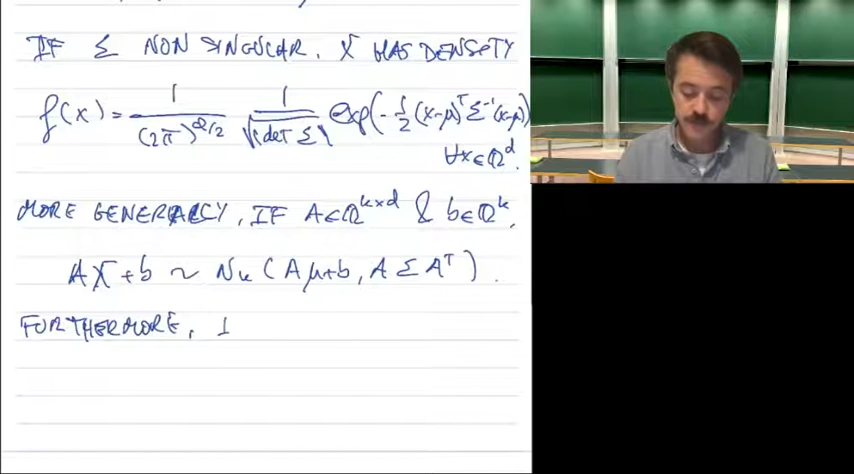 IF Σ NON SINGULAR, X HAS DENSITY
f(x) = 1/(2π)^{d/2} 1/√|det Σ| exp(-1/2 (x-μ)^T Σ^{-1} (x-μ))
∀x∈ℝ^d.
MORE GENERALLY, IF A∈ℝ^{k×d} & b∈ℝ^k,
AX+b ~ N_k(Aμ+b, AΣA^T).
FURTHERMORE, I